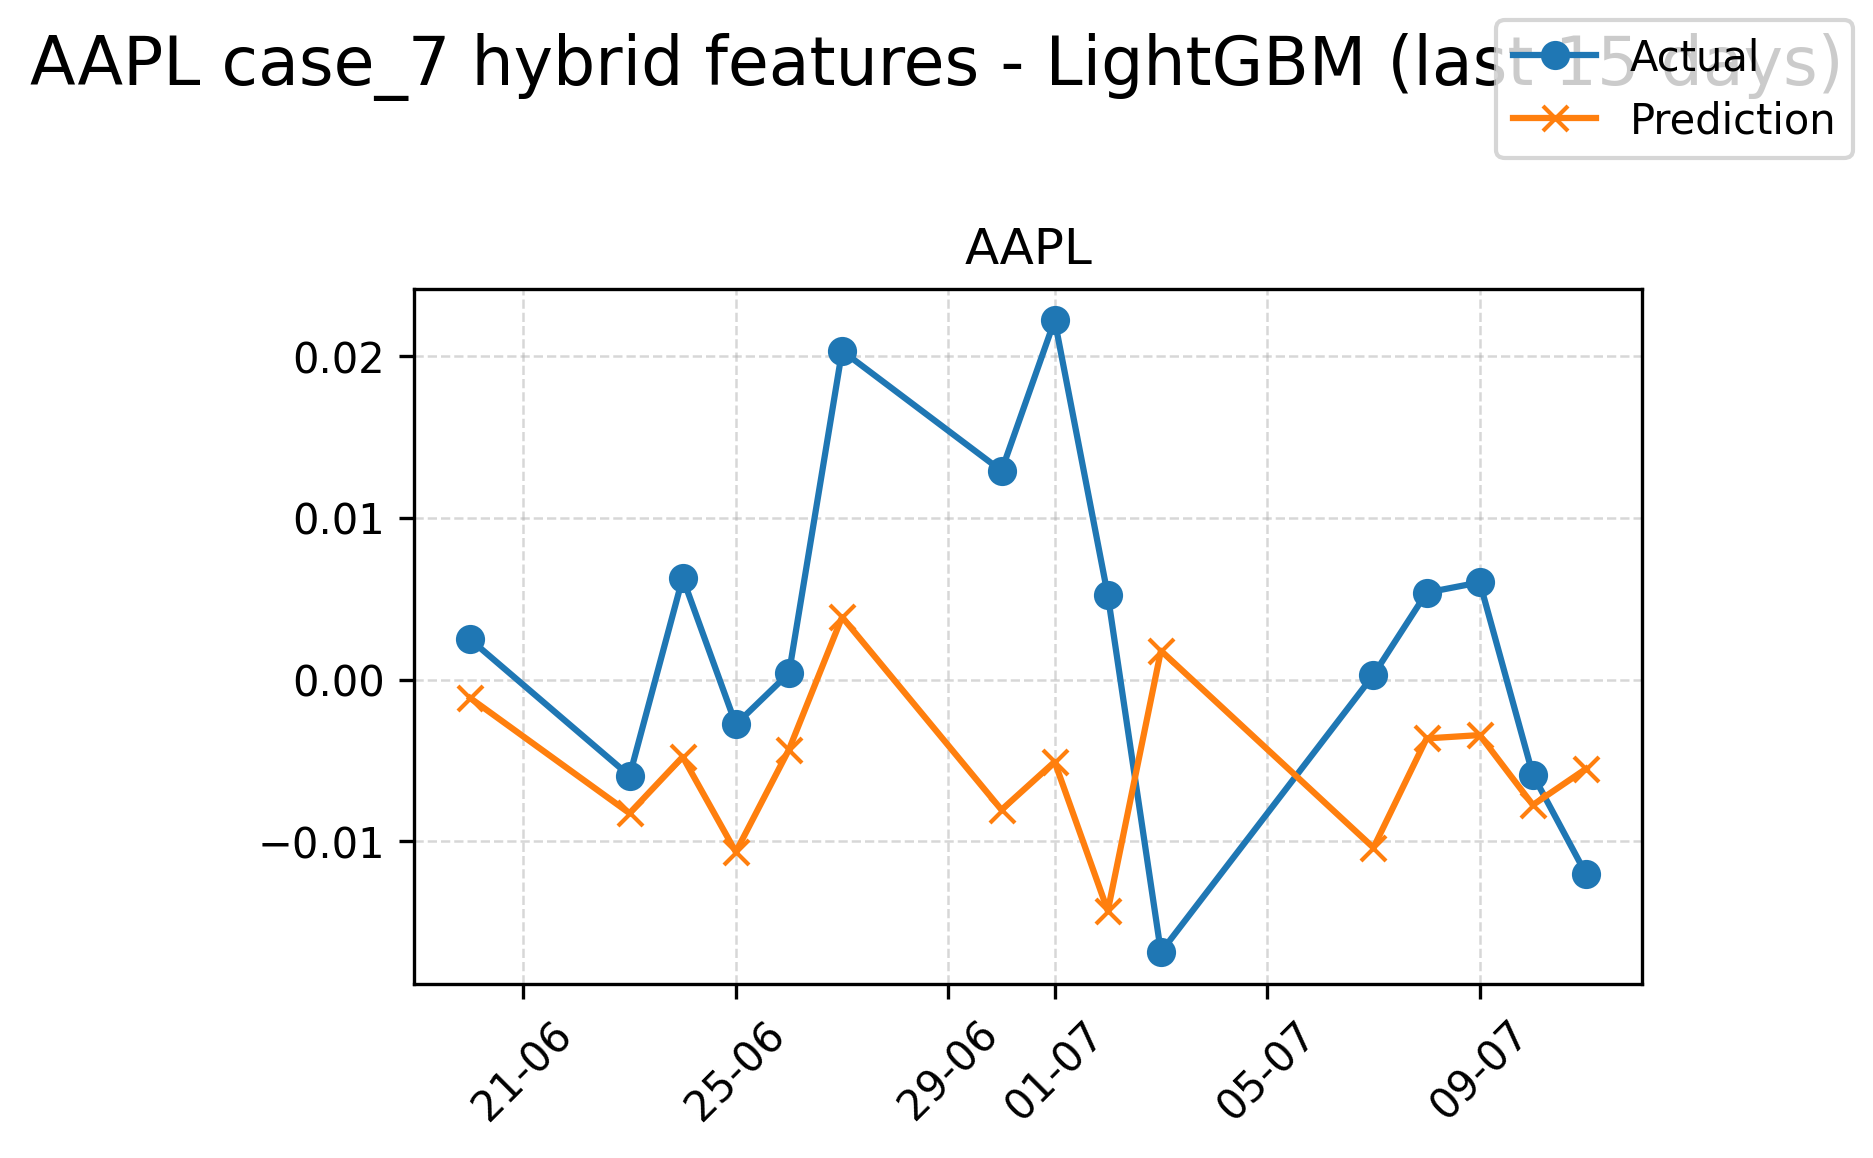 AAPL case_7 hybrid features - LightGBM (last 15 days)
Actual
Prediction
AAPL
0.02
0.01
0.00
−0.01
21-06
25-06
29-06
01-07
05-07
09-07